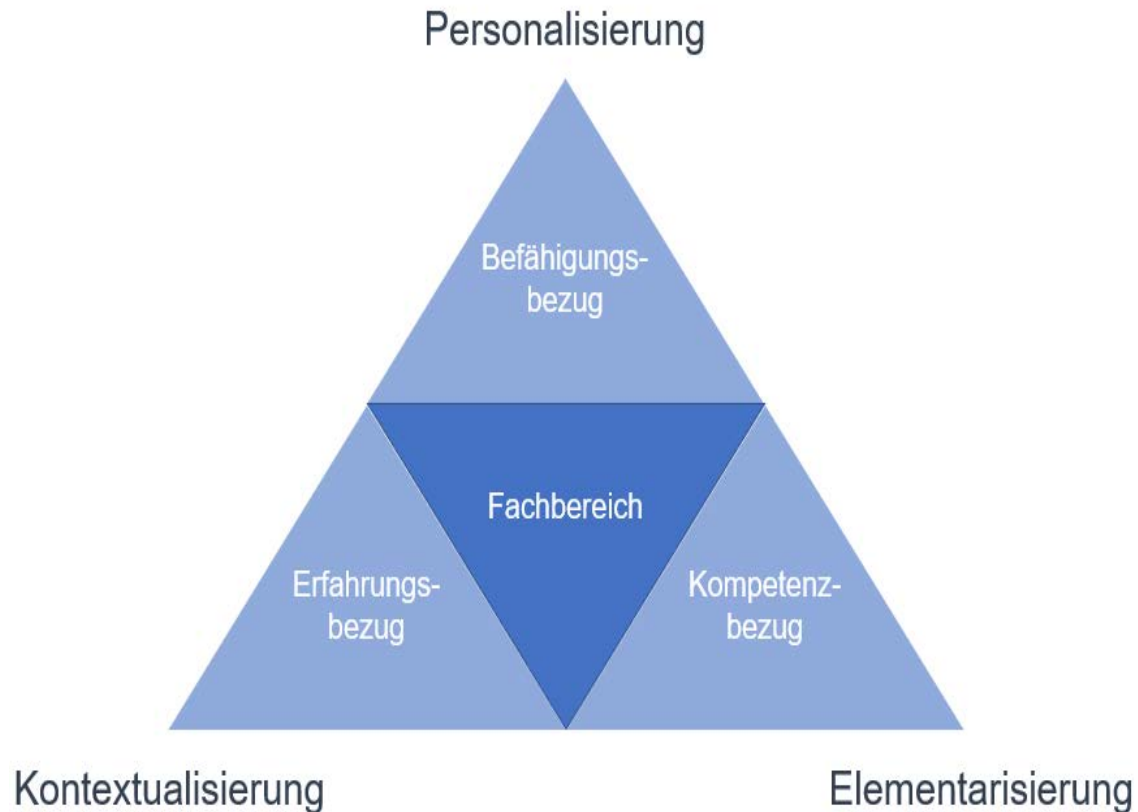 Personalisierung
Befähigungs-
bezug
Fachbereich
Erfahrungs-
bezug
Kompetenz-
bezug
Kontextualisierung
Elementarisierung